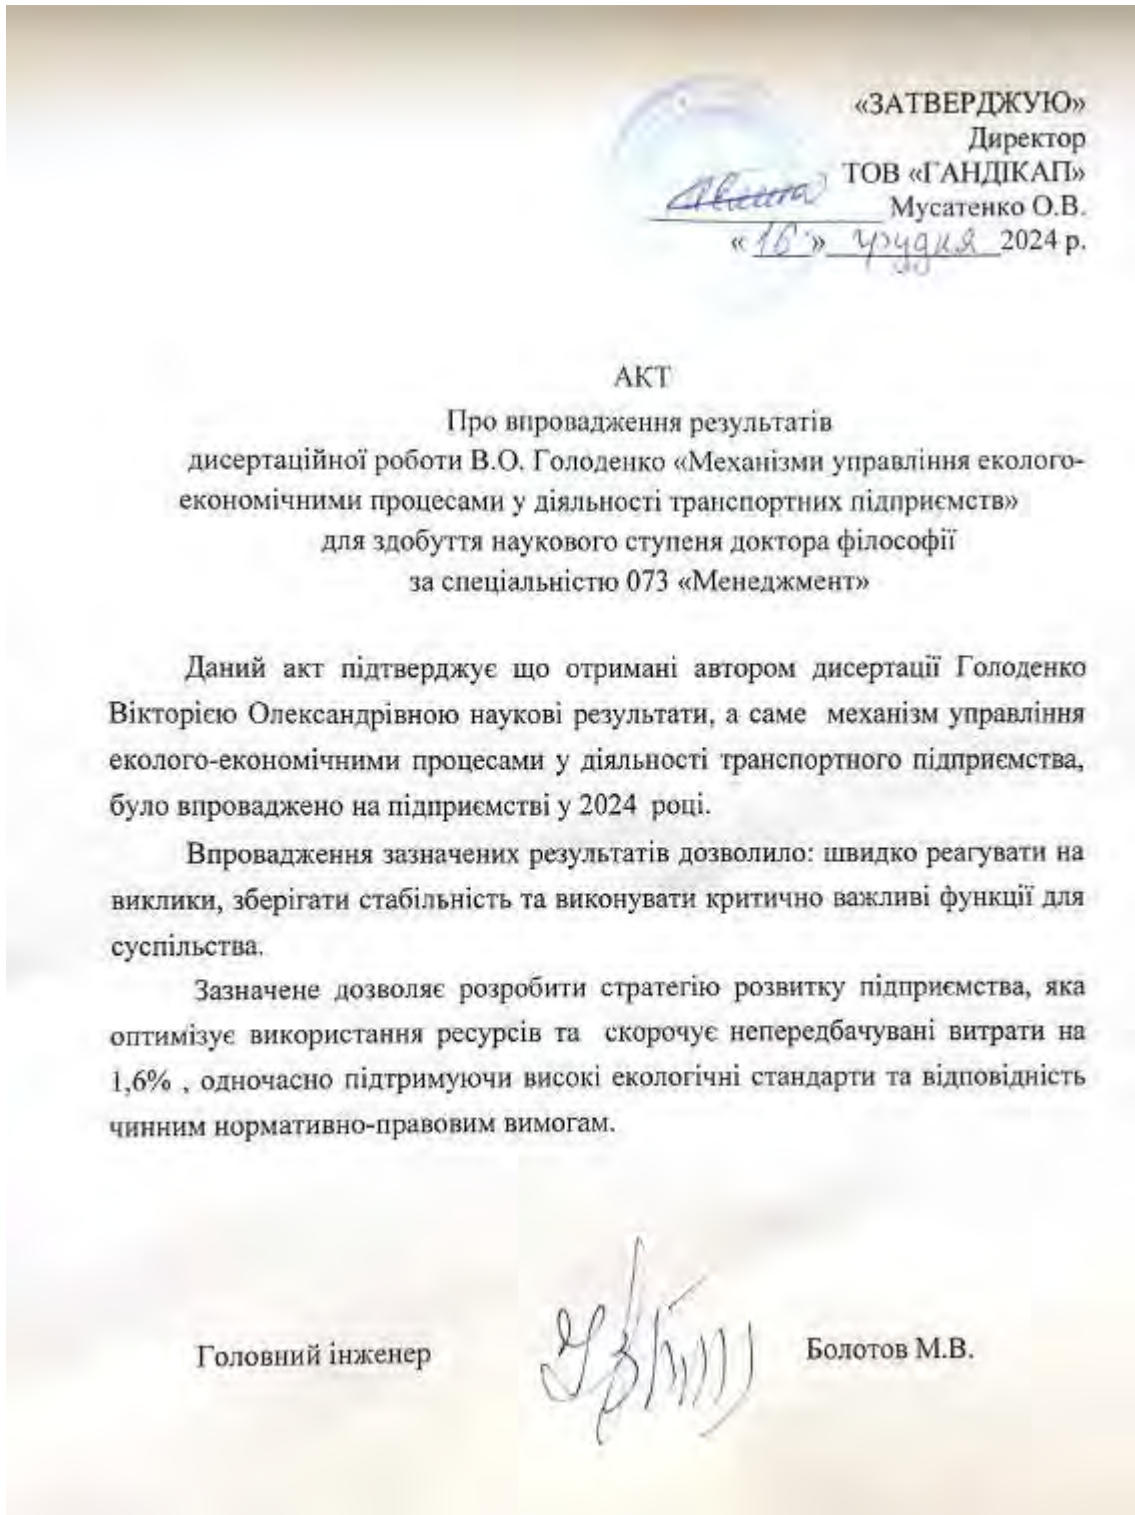 «ЗАТВЕРДЖУЮ»
Директор
ТОВ «ГАНДІКАП»
Мусатенко О.В.
« 16 » грудня 2024 р.
АКТ
Про впровадження результатів
дисертаційної роботи В.О. Голоденко «Механізми управління еколого-
економічними процесами у діяльності транспортних підприємств»
для здобуття наукового ступеня доктора філософії
за спеціальністю 073 «Менеджмент»
Даний акт підтверджує що отримані автором дисертації Голоденко
Вікторією Олександрівною наукові результати, а саме механізм управління
еколого-економічними процесами у діяльності транспортного підприємства,
було впроваджено на підприємстві у 2024 році.
Впровадження зазначених результатів дозволило: швидко реагувати на
виклики, зберігати стабільність та виконувати критично важливі функції для
суспільства.
Зазначене дозволяє розробити стратегію розвитку підприємства, яка
оптимізує використання ресурсів та скорочує непередбачувані витрати на
1,6% , одночасно підтримуючи високі екологічні стандарти та відповідність
чинним нормативно-правовим вимогам.
Головний інженер
Болотов М.В.